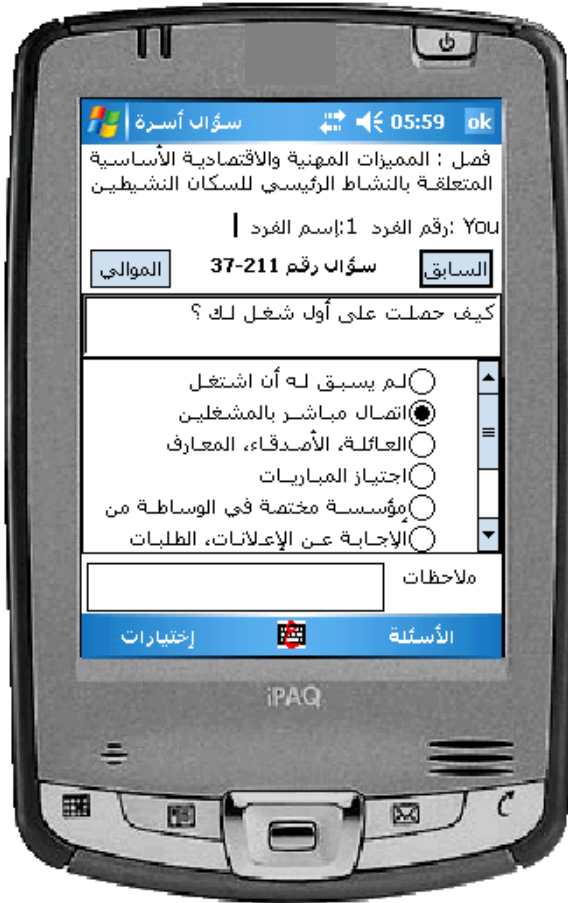 سؤال أسرة 05:59 ok
فصل : المميزات المهنية والاقتصادية الأساسية
المتعلقة بالنشاط الرئيسي للسكان النشيطين
You :رقم الفرد 1:إسم الفرد
السابق سؤال رقم 211-37 الموالي
كيف حصلت على أول شغل لك ؟
لم يسبق له أن اشتغل
اتصال مباشر بالمشغلين
العائلة، الأصدقاء، المعارف
اجتياز المباريات
مؤسسة مختصة في الوساطة من
الإجابة عن الإعلانات، الطلبات
ملاحظات
الأسئلة إختيارات
iPAQ